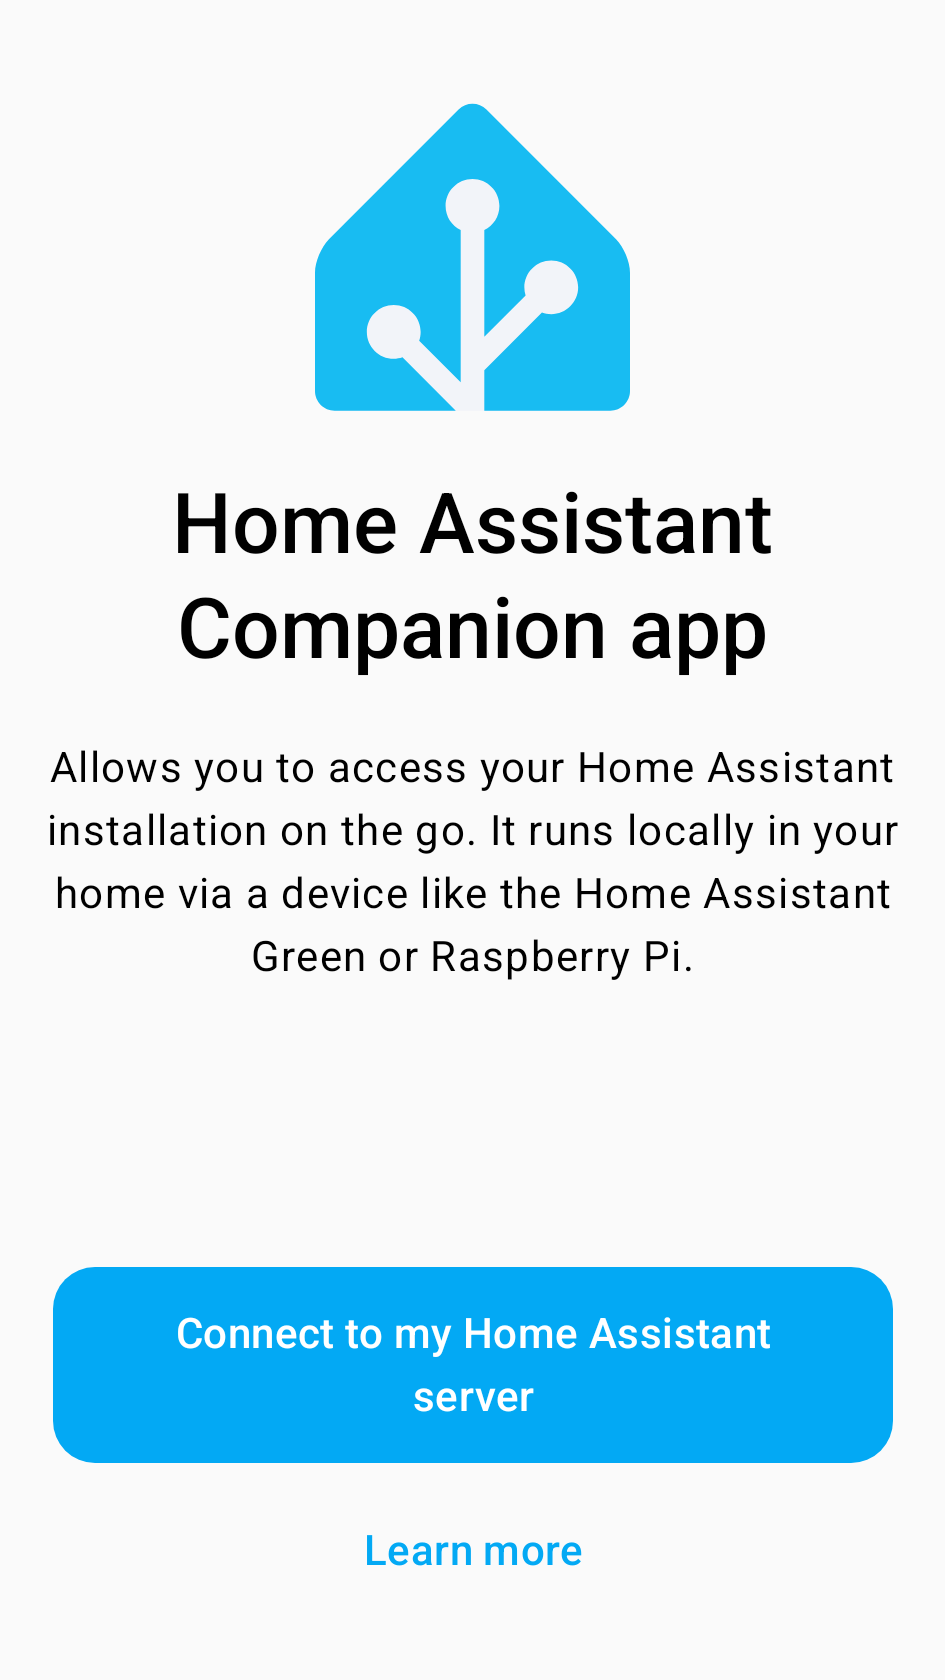 Home Assistant
Companion app
Allows you to access your Home Assistant
installation on the go. It runs locally in your
home via a device like the Home Assistant
Green or Raspberry Pi.
Connect to my Home Assistant
server
Learn more